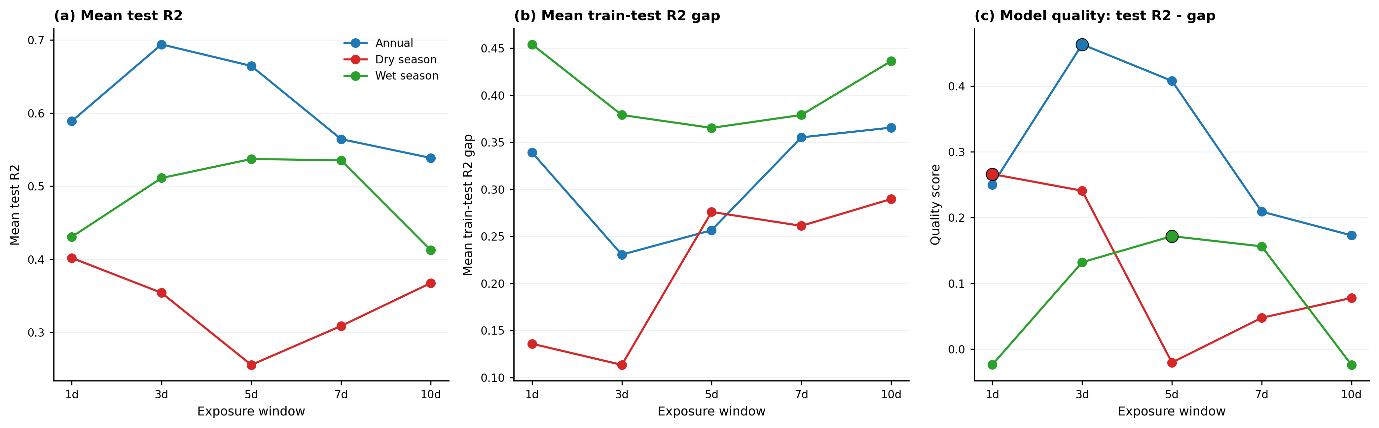 (a) Mean test R2
Mean test R2
0.7
0.6
0.5
0.4
0.3
Annual
Dry season
Wet season
1d 3d 5d 7d 10d
Exposure window
(b) Mean train-test R2 gap
Mean train-test R2 gap
0.45
0.40
0.35
0.30
0.25
0.20
0.15
0.10
1d 3d 5d 7d 10d
Exposure window
(c) Model quality: test R2 - gap
Quality score
0.4
0.3
0.2
0.1
0.0
1d 3d 5d 7d 10d
Exposure window